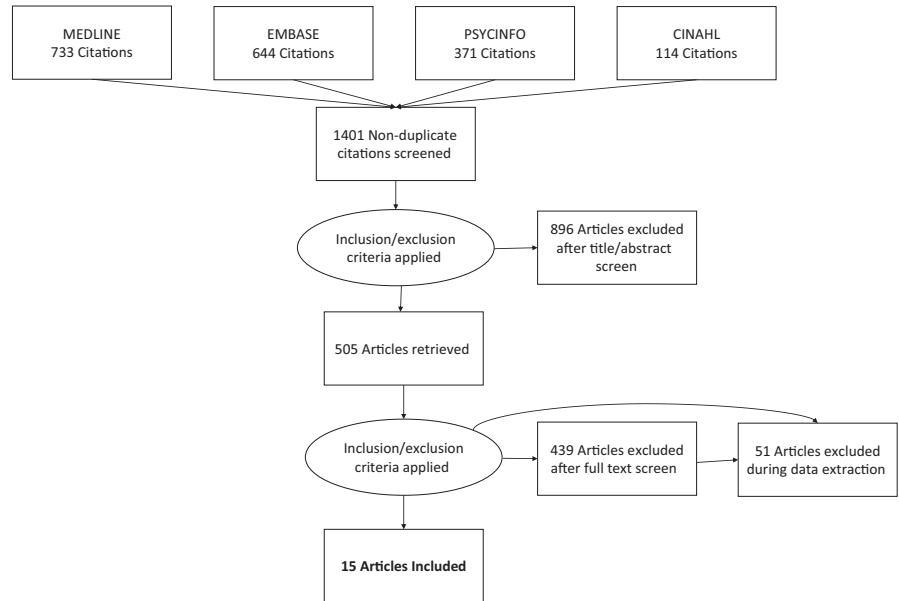 MEDLINE
733 Citations
EMBASE
644 Citations
PSYCINFO
371 Citations
CINAHL
114 Citations
1401 Non-duplicate
citations screened
Inclusion/exclusion
criteria applied
896 Articles excluded
after title/abstract
screen
505 Articles retrieved
Inclusion/exclusion
criteria applied
439 Articles excluded
after full text screen
51 Articles excluded
during data extraction
15 Articles Included